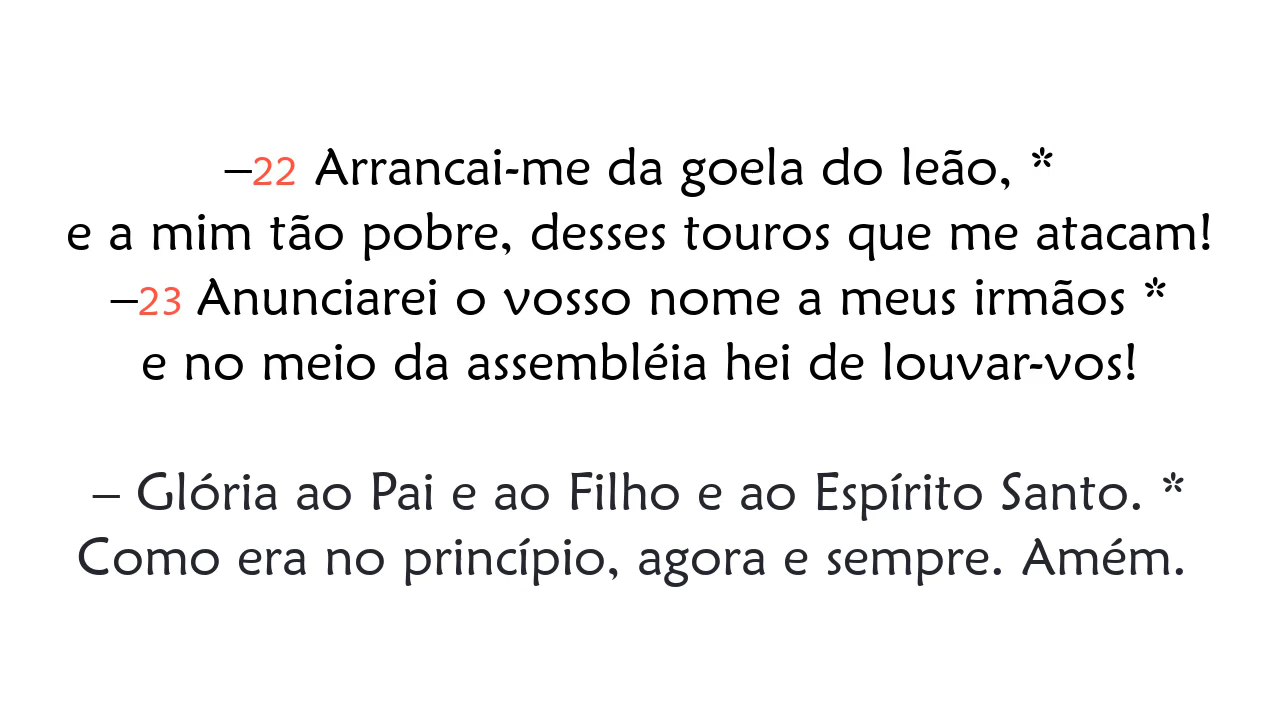 –22 Arrancai-me da goela do leão, *
e a mim tão pobre, desses touros que me atacam!
–23 Anunciarei o vosso nome a meus irmãos *
e no meio da assembléia hei de louvar-vos!
– Glória ao Pai e ao Filho e ao Espírito Santo. *
Como era no princípio, agora e sempre. Amém.